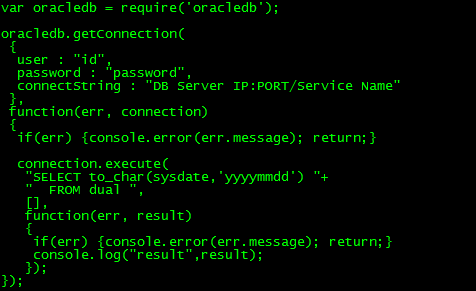 var oracledb = require('oracledb');

oracledb.getConnection(
 {
  user : "id",
  password : "password",
  connectString : "DB Server IP:PORT/Service Name"
 },
 function(err, connection)
 {
  if(err) {console.error(err.message); return;}

  connection.execute(
   "SELECT to_char(sysdate,'yyyymmdd') "+
   "  FROM dual ",
   [],
   function(err, result)
   {
    if(err) {console.error(err.message); return;}
    console.log("result",result);
   });
});